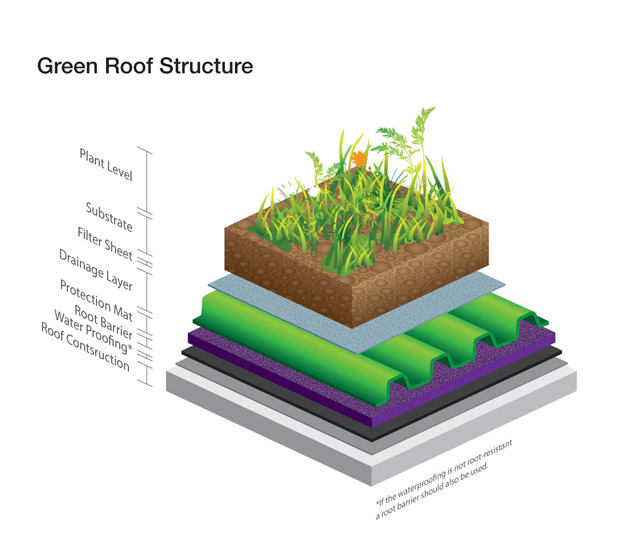 Green Roof Structure
Plant Level
Substrate
Filter Sheet
Drainage Layer
Protection Mat
Root Barrier
Water Proofing*
Roof Contsruction
*If the waterproofing is not root-resistant
a root barrier should also be used.